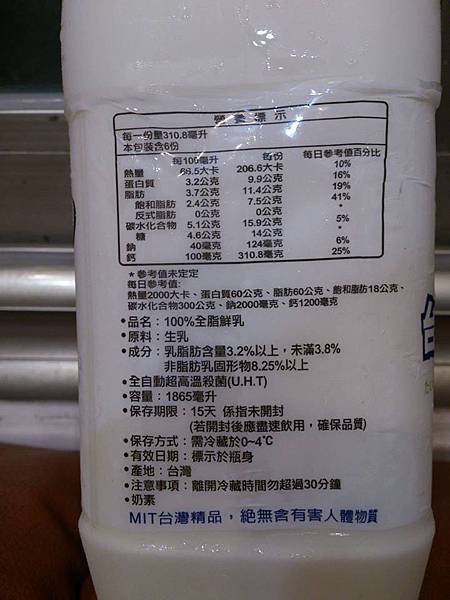 營養標示
每一份量310.8毫升
本包裝含6份
每100毫升 每份 每日參考值百分比
熱量 66.5大卡 206.6大卡 10%
蛋白質 3.2公克 9.9公克 16%
脂肪 3.7公克 11.4公克 19%
飽和脂肪 2.4公克 7.5公克 41%
反式脂肪 0公克 0公克 *
碳水化合物 5.1公克 15.9公克 5%
糖 4.6公克 14公克 *
鈉 40毫克 124毫克 6%
鈣 100毫克 310.8毫克 25%
*參考值未定定
每日參考值:
熱量2000大卡、蛋白質60公克、脂肪60公克、飽和脂肪18公克、
碳水化合物300公克、鈉2000毫克、鈣1200毫克
•品名:100%全脂鮮乳
•原料:生乳
•成分:乳脂肪含量3.2%以上,未滿3.8%
非脂肪乳固形物8.25%以上
•全自動超高溫殺菌(U.H.T)
•容量:1865毫升
•保存期限:15天 係指未開封
(若開封後應盡速飲用,確保品質)
•保存方式:需冷藏於0~4℃
•有效日期:標示於瓶身
•產地:台灣
•注意事項:離開冷藏時間勿超過30分鐘
•奶素
MIT台灣精品,絕無含有害人體物質